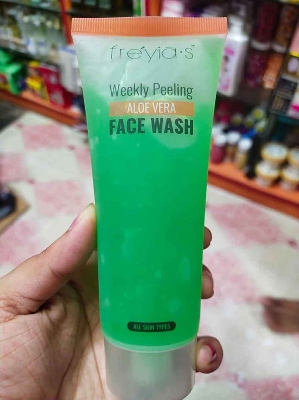 freyia's
Weekly Peeling
ALOE VERA
FACE WASH
ALL SKIN TYPES